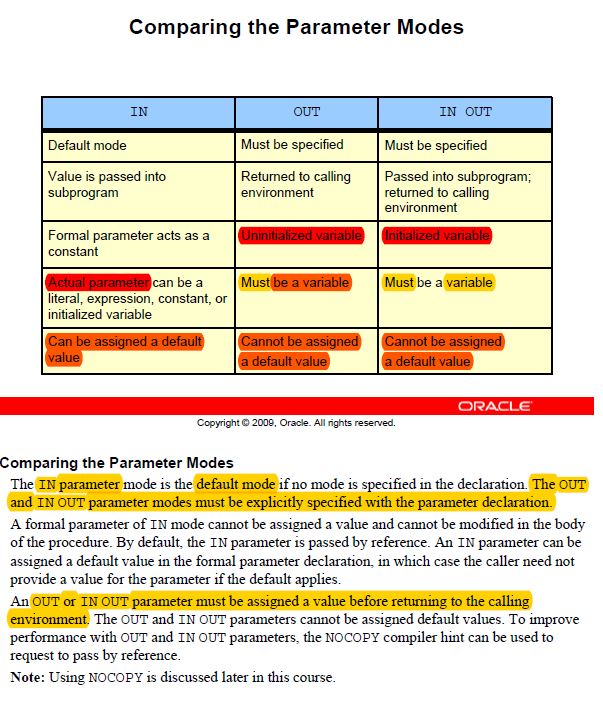 Comparing the Parameter Modes
IN
OUT
IN OUT
Default mode
Must be specified
Must be specified
Value is passed into
subprogram
Returned to calling
environment
Passed into subprogram;
returned to calling
environment
Formal parameter acts as a
constant
Uninitialized variable
Initialized variable
Actual parameter can be a
literal, expression, constant, or
initialized variable
Must be a variable
Must be a variable
Can be assigned a default
value
Cannot be assigned
a default value
Cannot be assigned
a default value
ORACLE
Copyright © 2009, Oracle. All rights reserved.
Comparing the Parameter Modes
The IN parameter mode is the default mode if no mode is specified in the declaration. The OUT
and IN OUT parameter modes must be explicitly specified with the parameter declaration.
A formal parameter of IN mode cannot be assigned a value and cannot be modified in the body
of the procedure. By default, the IN parameter is passed by reference. An IN parameter can be
assigned a default value in the formal parameter declaration, in which case the caller need not
provide a value for the parameter if the default applies.
An OUT or IN OUT parameter must be assigned a value before returning to the calling
environment. The OUT and IN OUT parameters cannot be assigned default values. To improve
performance with OUT and IN OUT parameters, the NOCOPY compiler hint can be used to
request to pass by reference.
Note: Using NOCOPY is discussed later in this course.